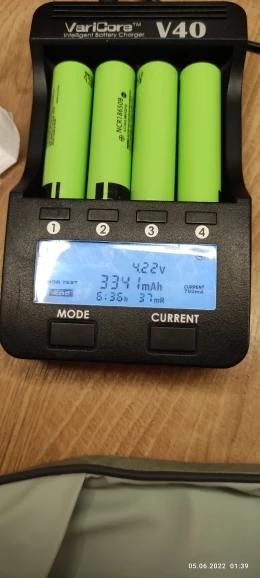 VariCore™ V40
Intelligent Battery Charger
NCR18650B
1 2 3 4
4.22v
TEST
3341mAh
CURRENT
700mA
6:36h 37mR
MODE
CURRENT
05.06.2022 01:39